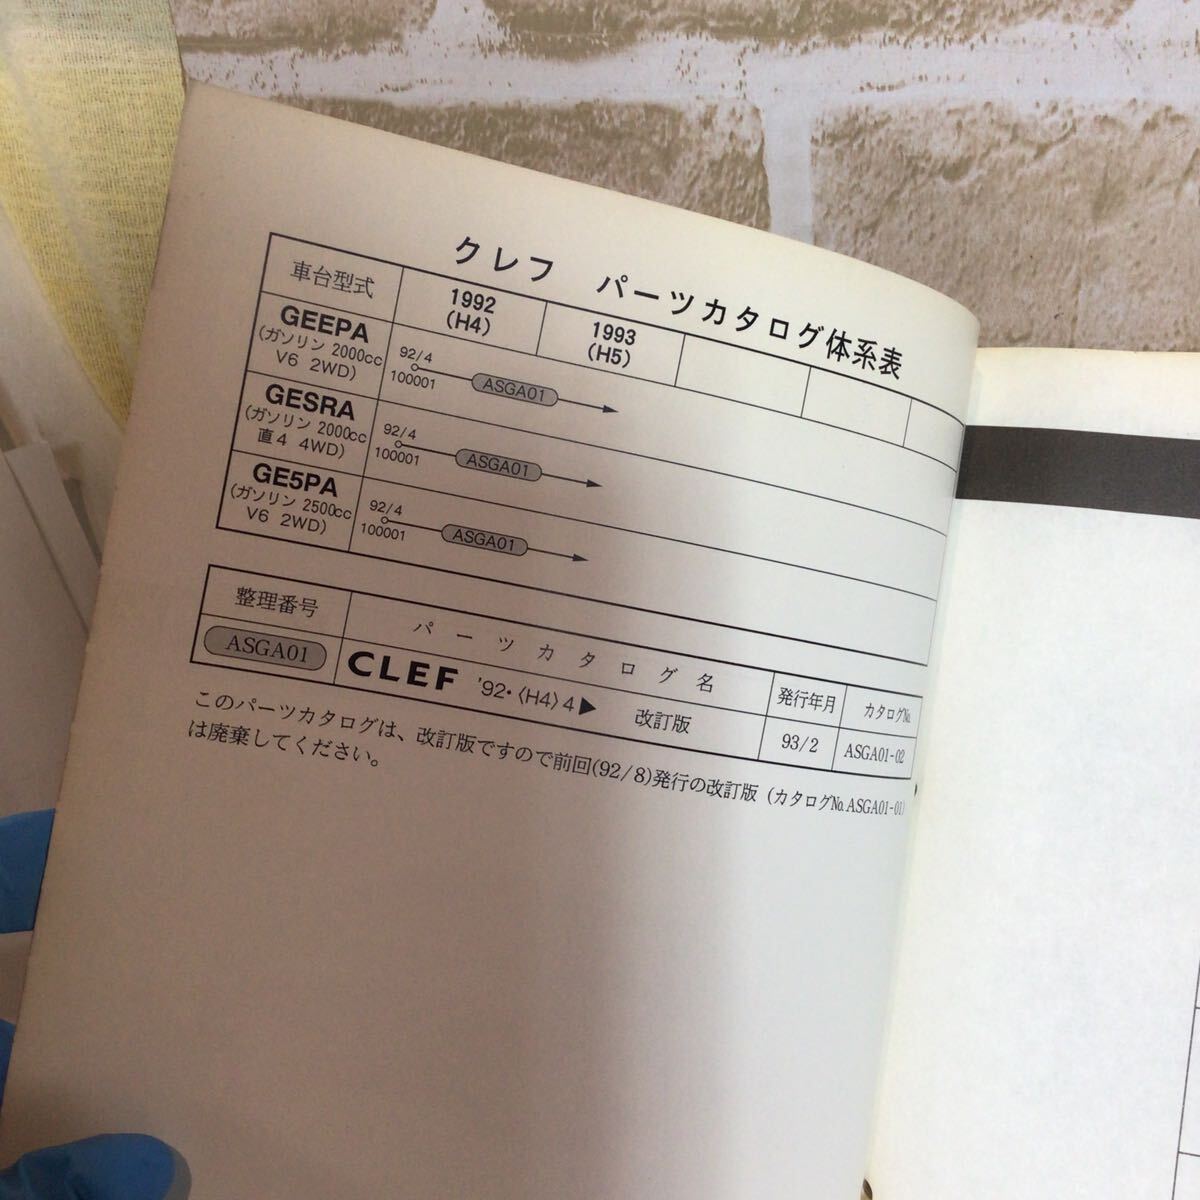 クレフ パーツカタログ体系表
車台型式
1992
(H4)
1993
(H5)
GEEPA
(ガソリン 2000cc
V6 2WD)
92/4
100001
ASGA01
GESRA
(ガソリン 2000cc
直4 4WD)
92/4
100001
ASGA01
GE5PA
(ガソリン 2500cc
V6 2WD)
92/4
100001
ASGA01
整理番号
パーツカタログ名
発行年月
カタログNo.
ASGA01
CLEF '92・〈H4〉4▶ 改訂版
93/2
ASGA01-02
このパーツカタログは、改訂版ですので前回(92/8)発行の改訂版 (カタログNo.ASGA01-01)
は廃棄してください。